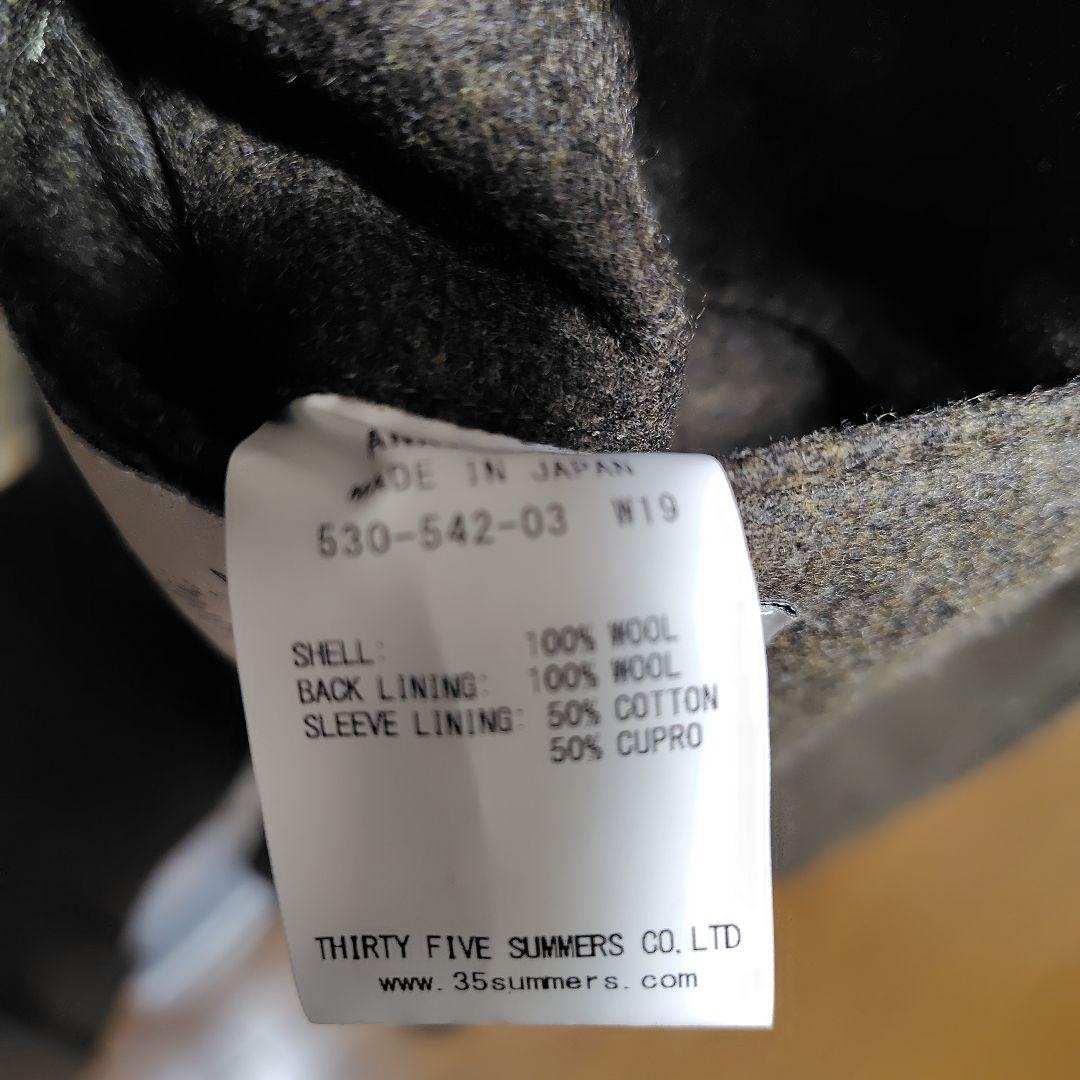 MADE IN JAPAN
530-542-03 W19
SHELL: 100% WOOL
BACK LINING: 100% WOOL
SLEEVE LINING: 50% COTTON
50% CUPRO
THIRTY FIVE SUMMERS CO.LTD
www.35summers.com